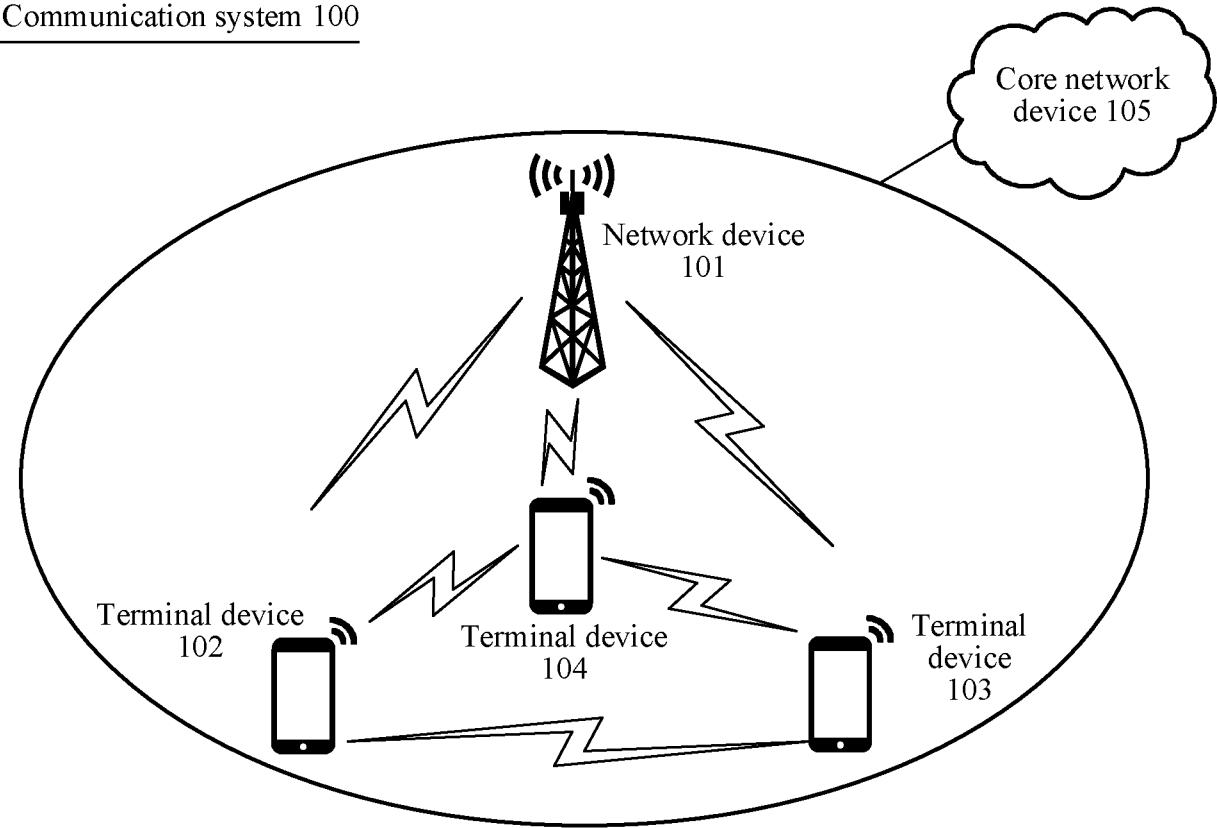 Communication system 100
Core network
device 105
Network device
101
Terminal device
102
Terminal device
104
Terminal
device
103